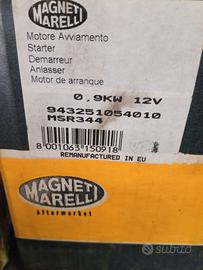 MAGNETI
MARELLI
Motore Avviamento
Starter
Demarreur
Anlasser
Motor de arranque
0,9KW 12V
943251054010
MSR344
8 001063 150918
REMANUFACTURED IN EU
MAGNETI
MARELLI
Aftermarket
subito